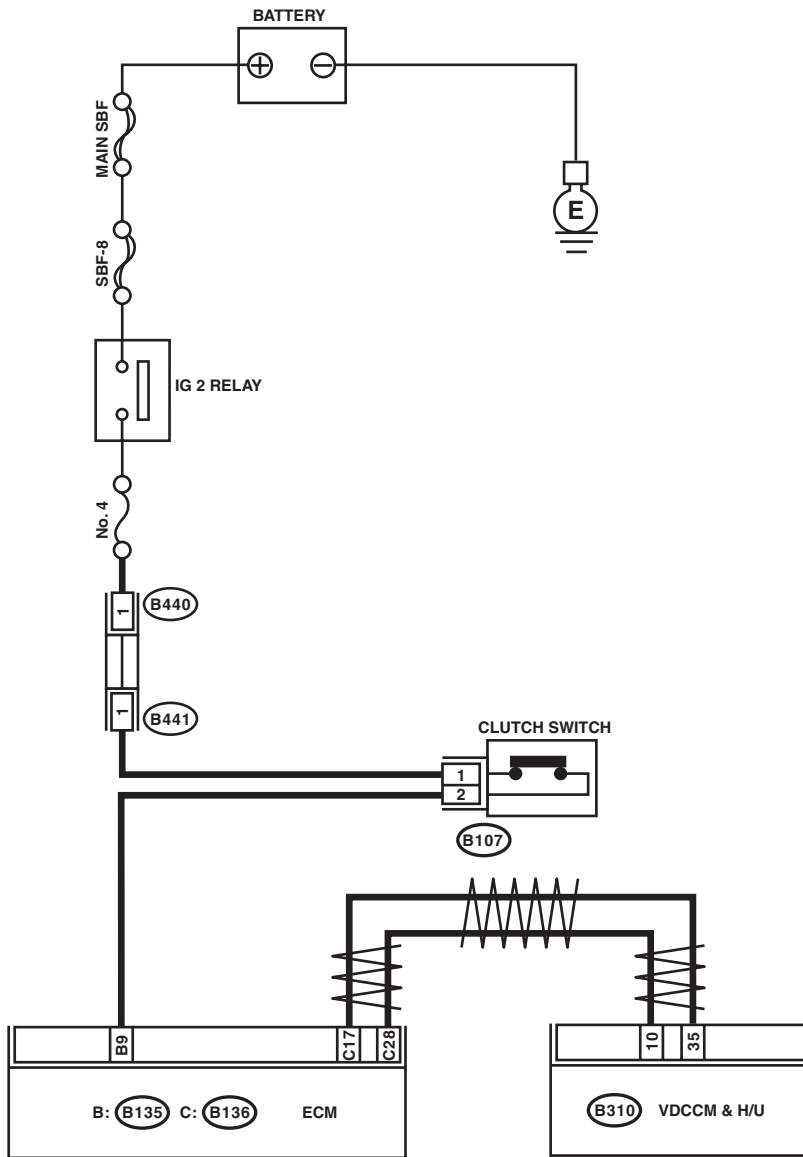 BATTERY
MAIN SBF
E
SBF-8
IG 2 RELAY
No. 4
1
B440
1
B441
CLUTCH SWITCH
1
2
B107
B9
C17
C28
10
35
B: B135 C: B136 ECM
B310 VDCCM & H/U